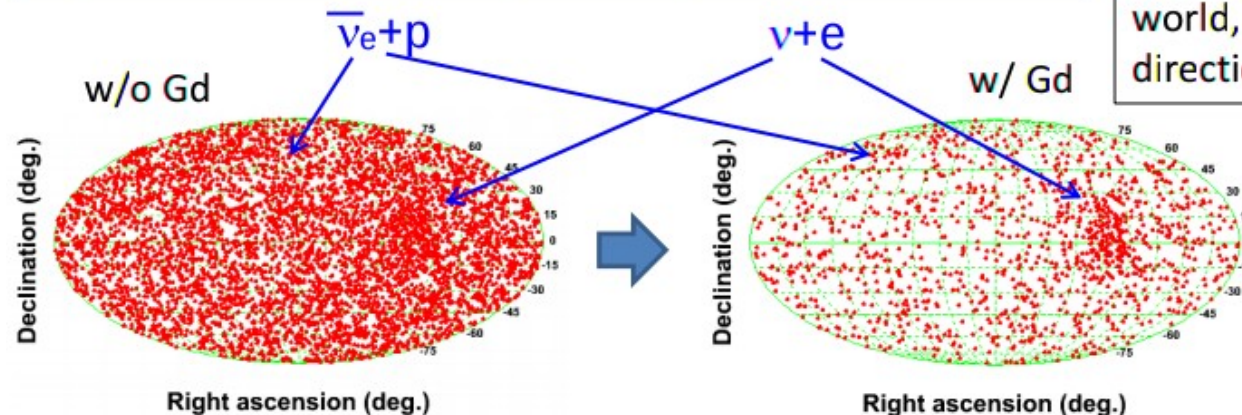 ν̅e+p
ν+e
world,
w/o Gd
w/ Gd
Declination (deg.)
75
60
45
30
15
0
-15
-30
-45
-60
-75
Right ascension (deg.)
Declination (deg.)
75
60
45
30
15
0
-15
-30
-45
-60
-75
Right ascension (deg.)